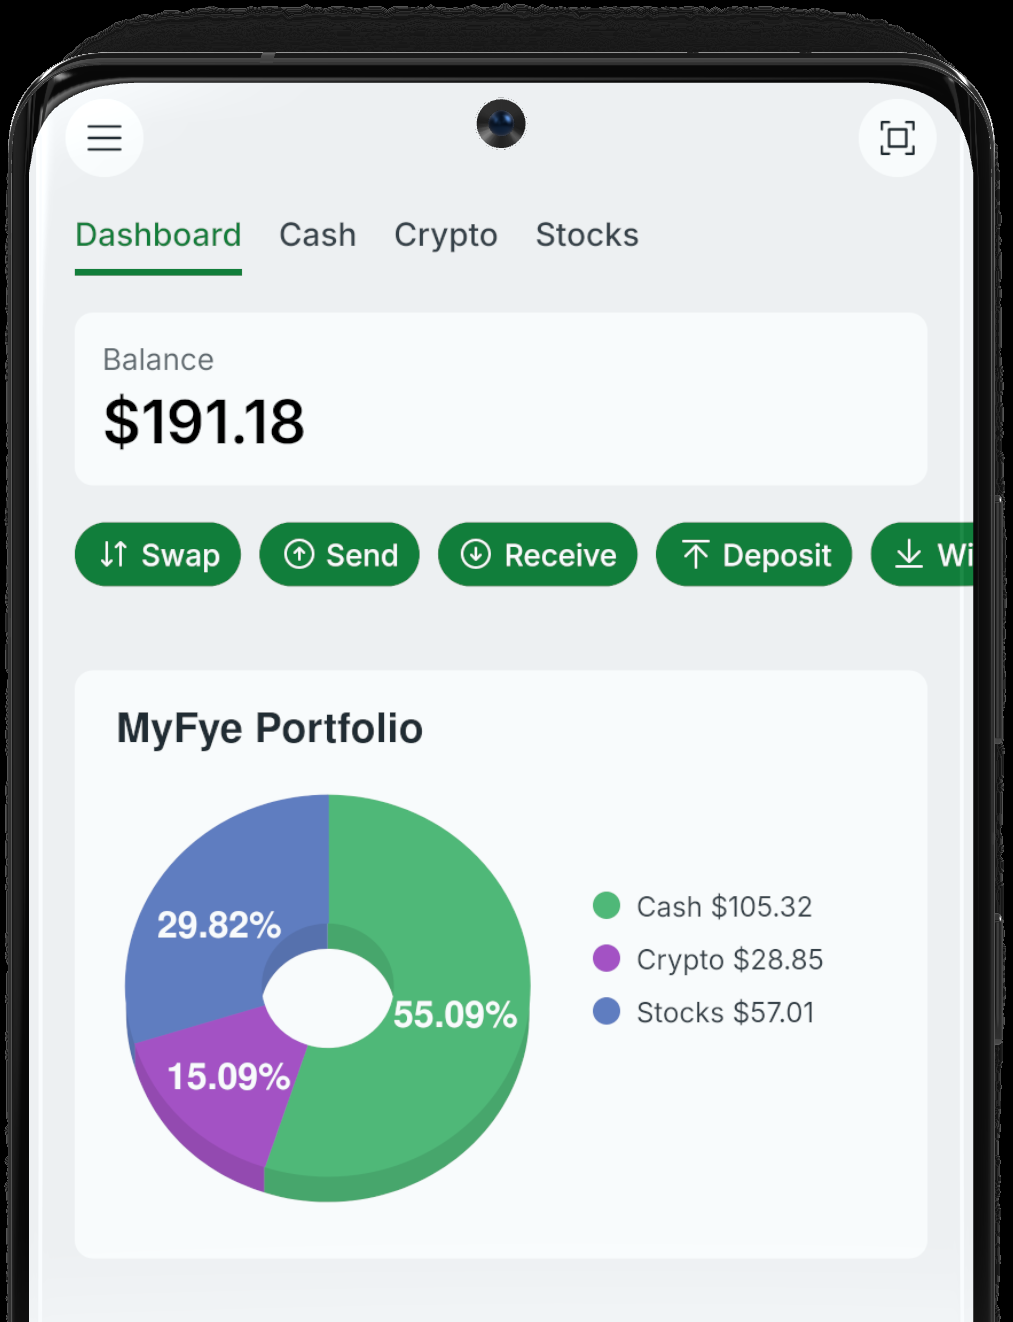 Dashboard Cash Crypto Stocks
Balance
$191.18
Swap Send Receive Deposit Wi
MyFye Portfolio
29.82%
55.09%
15.09%
Cash $105.32
Crypto $28.85
Stocks $57.01